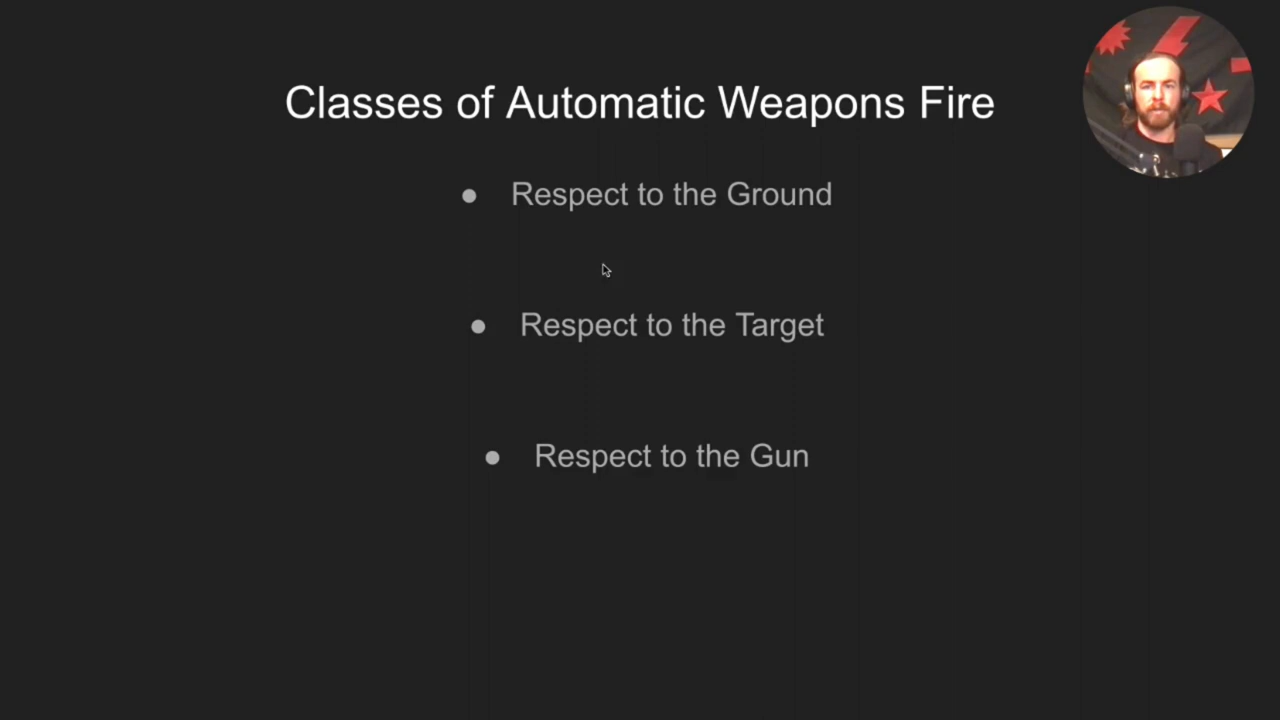 Classes of Automatic Weapons Fire
● Respect to the Ground
● Respect to the Target
● Respect to the Gun